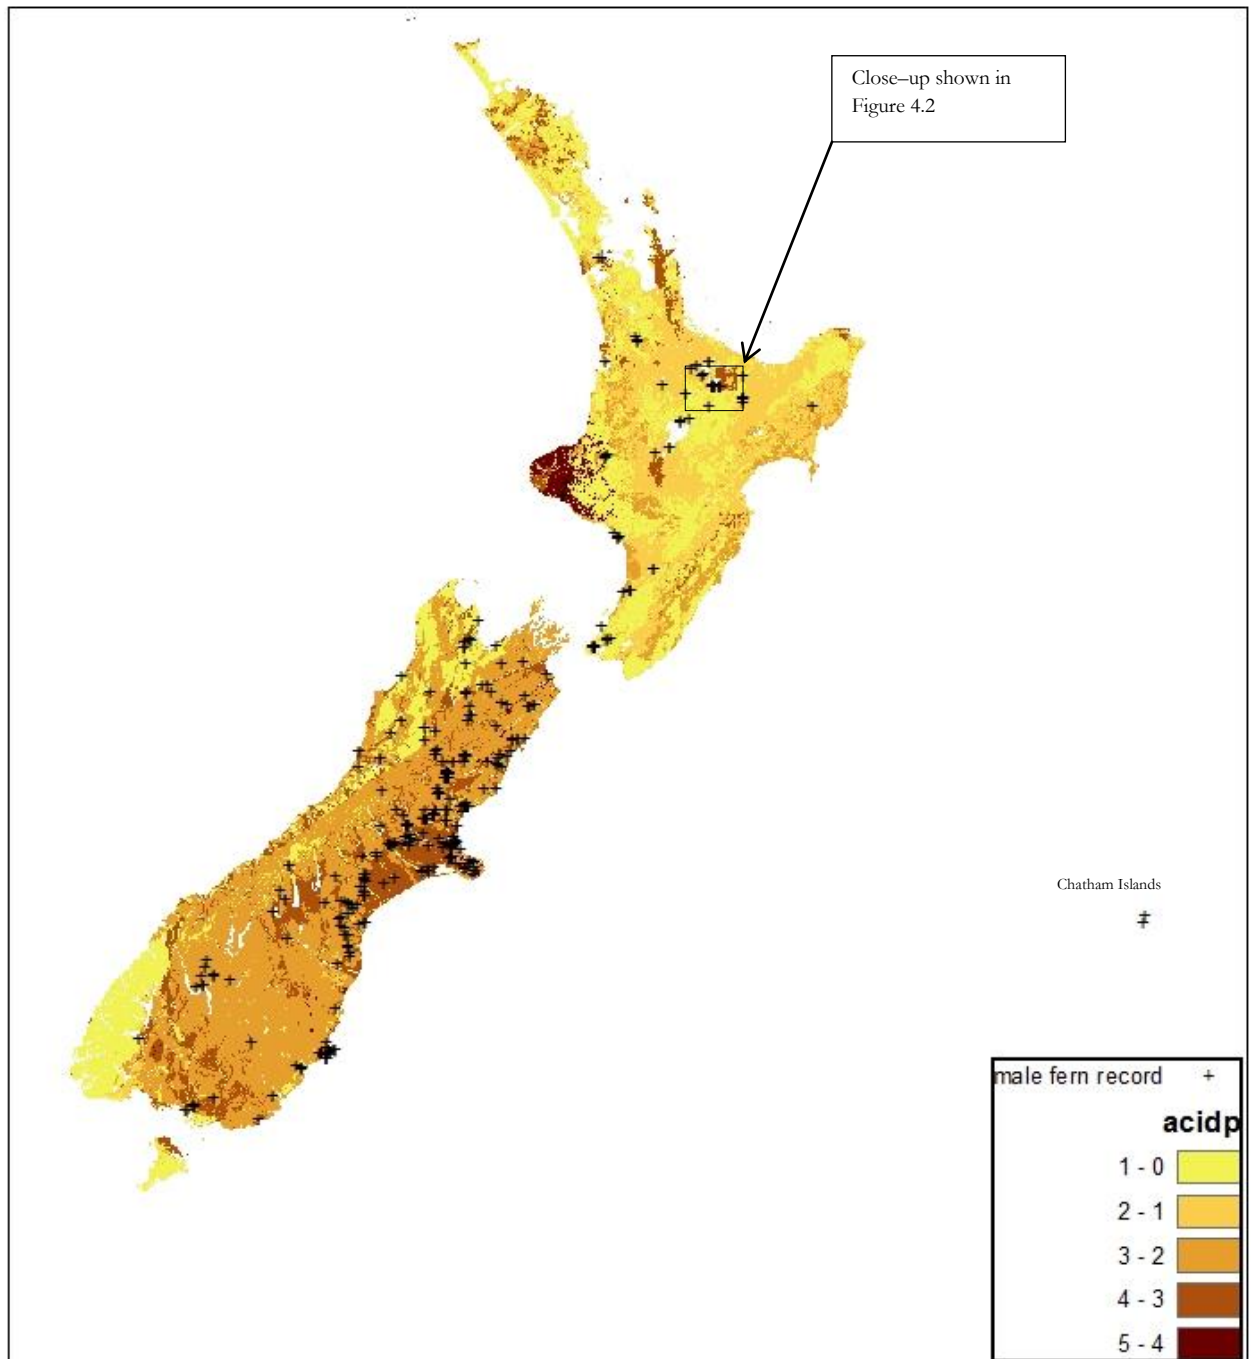 Close–up shown in
Figure 4.2
Chatham Islands
male fern record +
acidp
1 - 0
2 - 1
3 - 2
4 - 3
5 - 4